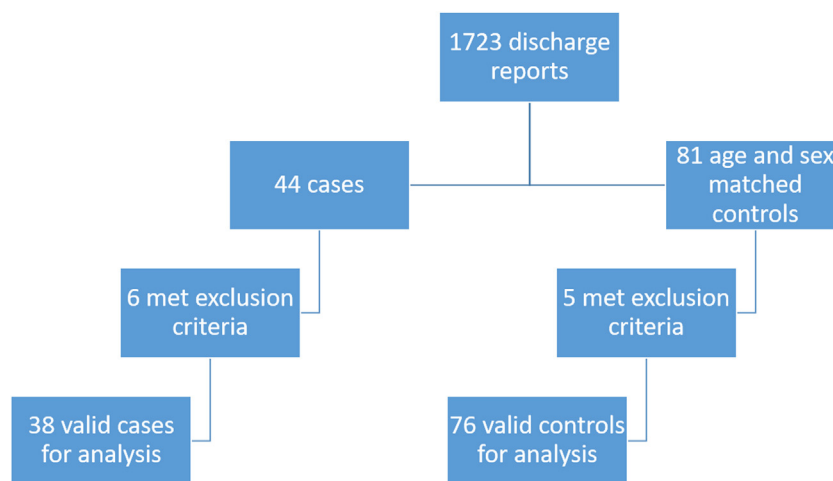 1723 discharge
reports
44 cases
81 age and sex
matched
controls
6 met exclusion
criteria
5 met exclusion
criteria
38 valid cases
for analysis
76 valid controls
for analysis